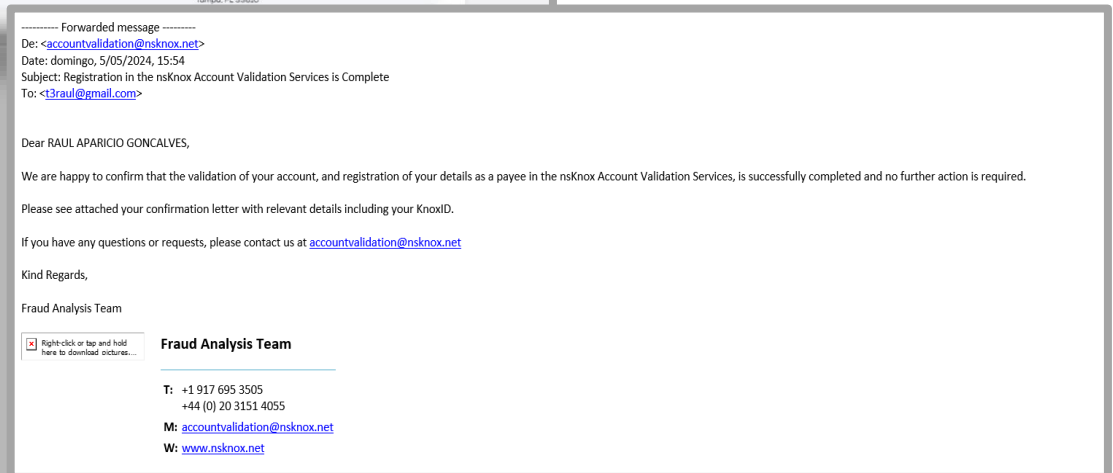 ---------- Forwarded message ---------
De: <accountvalidation@nsknox.net>
Date: domingo, 5/05/2024, 15:54
Subject: Registration in the nsKnox Account Validation Services is Complete
To: <t3raul@gmail.com>
Dear RAUL APARICIO GONCALVES,
We are happy to confirm that the validation of your account, and registration of your details as a payee in the nsKnox Account Validation Services, is successfully completed and no further action is required.
Please see attached your confirmation letter with relevant details including your KnoxID.
If you have any questions or requests, please contact us at accountvalidation@nsknox.net
Kind Regards,
Fraud Analysis Team
Right-click or tap and hold
here to download pictures....
Fraud Analysis Team
T: +1 917 695 3505
+44 (0) 20 3151 4055
M: accountvalidation@nsknox.net
W: www.nsknox.net